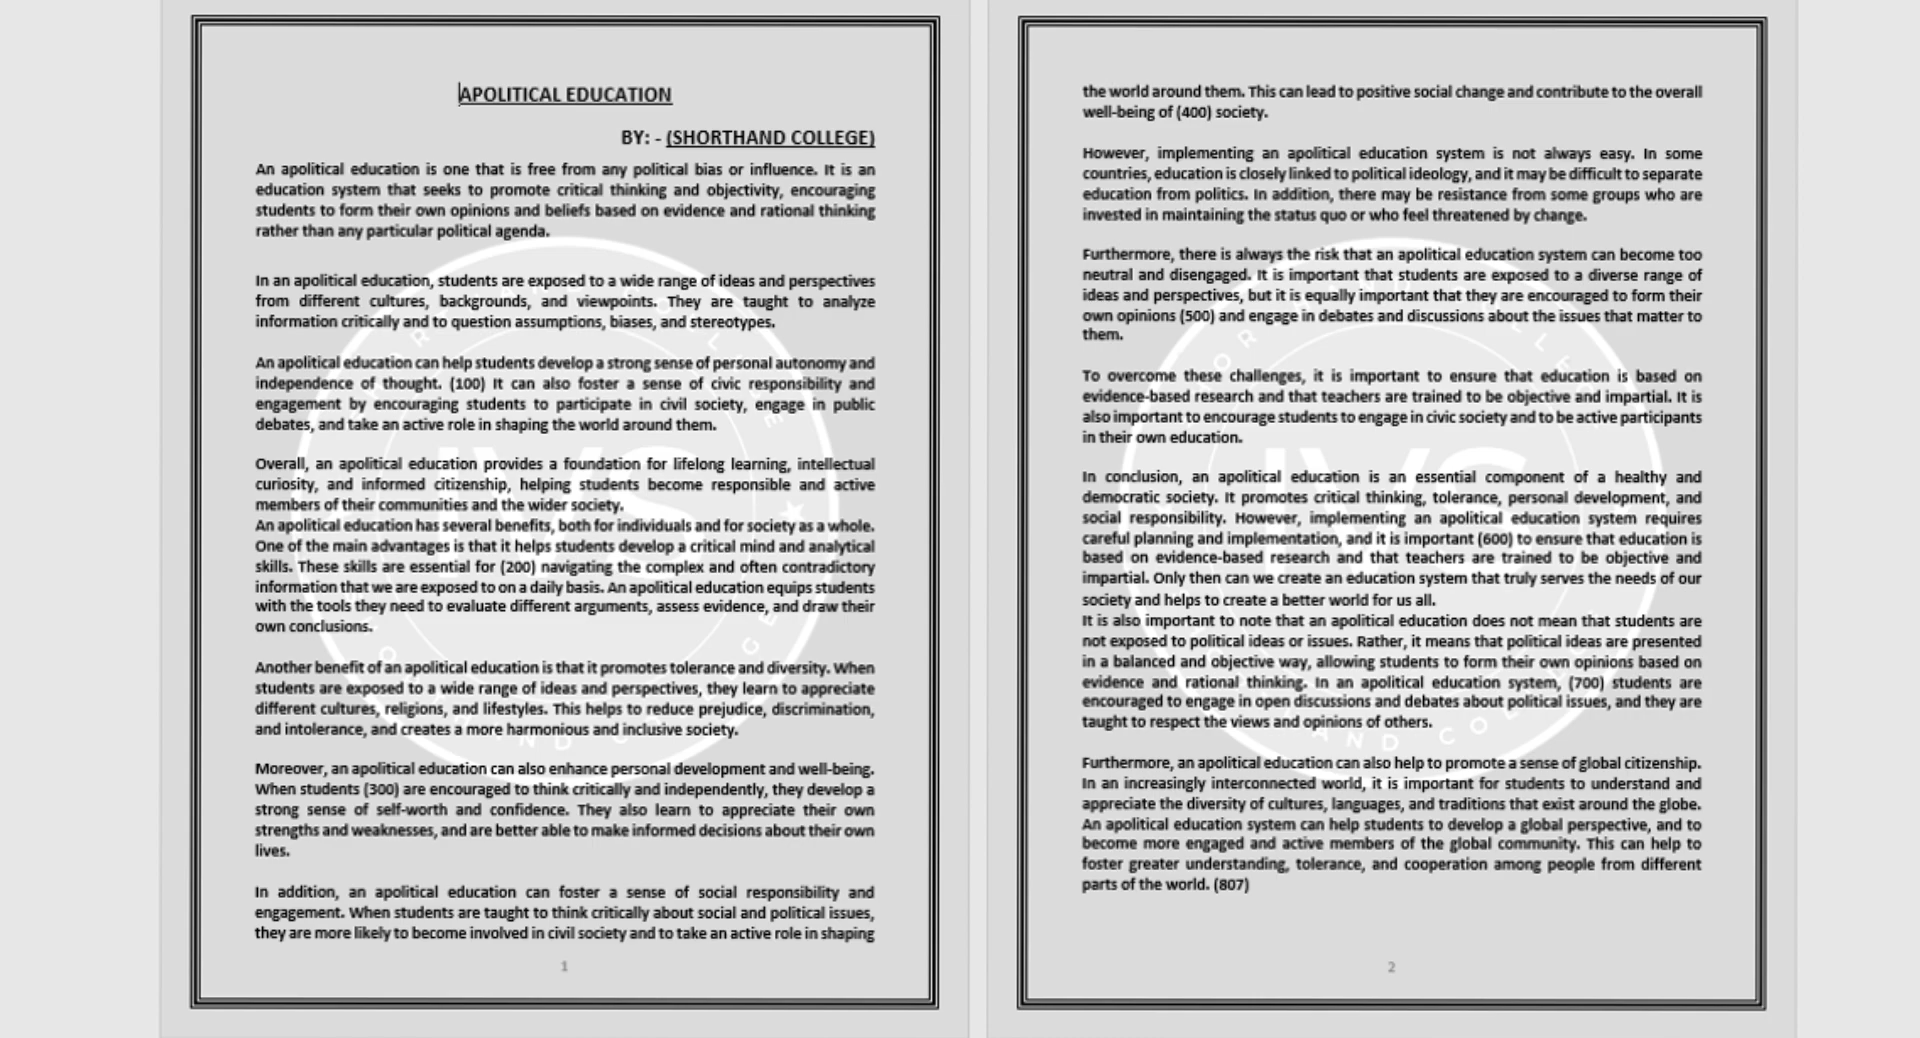 APOLITICAL EDUCATION
BY: - (SHORTHAND COLLEGE)
An apolitical education is one that is free from any political bias or influence. It is an
education system that seeks to promote critical thinking and objectivity, encouraging
students to form their own opinions and beliefs based on evidence and rational thinking
rather than any particular political agenda.
In an apolitical education, students are exposed to a wide range of ideas and perspectives
from different cultures, backgrounds, and viewpoints. They are taught to analyze
information critically and to question assumptions, biases, and stereotypes.
An apolitical education can help students develop a strong sense of personal autonomy and
independence of thought. (100) It can also foster a sense of civic responsibility and
engagement by encouraging students to participate in civil society, engage in public
debates, and take an active role in shaping the world around them.
Overall, an apolitical education provides a foundation for lifelong learning, intellectual
curiosity, and informed citizenship, helping students become responsible and active
members of their communities and the wider society.
An apolitical education has several benefits, both for individuals and for society as a whole.
One of the main advantages is that it helps students develop a critical mind and analytical
skills. These skills are essential for (200) navigating the complex and often contradictory
information that we are exposed to on a daily basis. An apolitical education equips students
with the tools they need to evaluate different arguments, assess evidence, and draw their
own conclusions.
Another benefit of an apolitical education is that it promotes tolerance and diversity. When
students are exposed to a wide range of ideas and perspectives, they learn to appreciate
different cultures, religions, and lifestyles. This helps to reduce prejudice, discrimination,
and intolerance, and creates a more harmonious and inclusive society.
Moreover, an apolitical education can also enhance personal development and well-being.
When students (300) are encouraged to think critically and independently, they develop a
strong sense of self-worth and confidence. They also learn to appreciate their own
strengths and weaknesses, and are better able to make informed decisions about their own
lives.
In addition, an apolitical education can foster a sense of social responsibility and
engagement. When students are taught to think critically about social and political issues,
they are more likely to become involved in civil society and to take an active role in shaping
1
the world around them. This can lead to positive social change and contribute to the overall
well-being of (400) society.
However, implementing an apolitical education system is not always easy. In some
countries, education is closely linked to political ideology, and it may be difficult to separate
education from politics. In addition, there may be resistance from some groups who are
invested in maintaining the status quo or who feel threatened by change.
Furthermore, there is always the risk that an apolitical education system can become too
neutral and disengaged. It is important that students are exposed to a diverse range of
ideas and perspectives, but it is equally important that they are encouraged to form their
own opinions (500) and engage in debates and discussions about the issues that matter to
them.
To overcome these challenges, it is important to ensure that education is based on
evidence-based research and that teachers are trained to be objective and impartial. It is
also important to encourage students to engage in civic society and to be active participants
in their own education.
In conclusion, an apolitical education is an essential component of a healthy and
democratic society. It promotes critical thinking, tolerance, personal development, and
social responsibility. However, implementing an apolitical education system requires
careful planning and implementation, and it is important (600) to ensure that education is
based on evidence-based research and that teachers are trained to be objective and
impartial. Only then can we create an education system that truly serves the needs of our
society and helps to create a better world for us all.
It is also important to note that an apolitical education does not mean that students are
not exposed to political ideas or issues. Rather, it means that political ideas are presented
in a balanced and objective way, allowing students to form their own opinions based on
evidence and rational thinking. In an apolitical education system, (700) students are
encouraged to engage in open discussions and debates about political issues, and they are
taught to respect the views and opinions of others.
Furthermore, an apolitical education can also help to promote a sense of global citizenship.
In an increasingly interconnected world, it is important for students to understand and
appreciate the diversity of cultures, languages, and traditions that exist around the globe.
An apolitical education system can help students to develop a global perspective, and to
become more engaged and active members of the global community. This can help to
foster greater understanding, tolerance, and cooperation among people from different
parts of the world. (807)
2